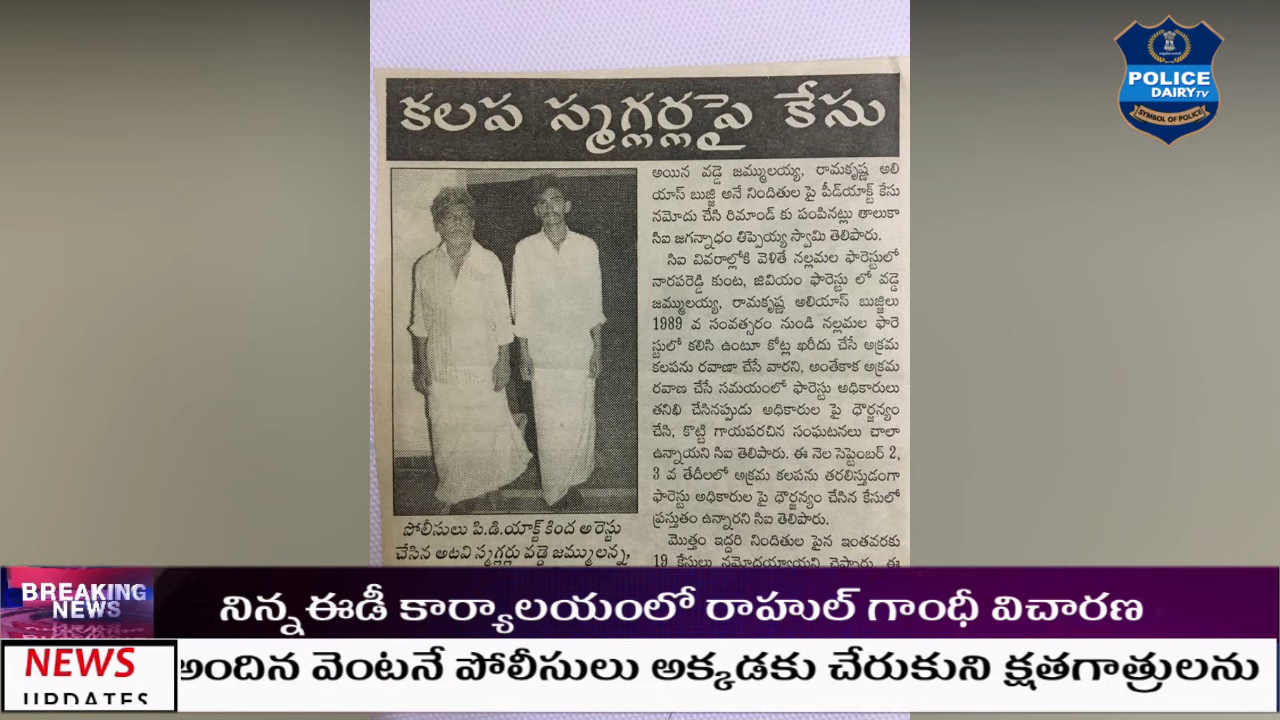 కలప స్మగ్లర్లపై కేసు
అయిన వడ్డె జమ్ములయ్య, రామకృష్ణ అలి
యాస్ బుజ్జి అనే నిందితుల పై పీడ్‌యాక్ట్ కేసు
నమోదు చేసి రిమాండ్ కు పంపినట్లు తాలుకా
సిఐ జగన్నాధం తిప్పెయ్య స్వామి తెలిపారు.
సిఐ వివరాల్లోకి వెళితే నల్లమల ఫారెస్టులో
నారపరెడ్డి కుంట, జివియం ఫారెస్టు లో వడ్డె
జమ్ములయ్య, రామకృష్ణ అలియాస్ బుజ్జిలు
1989 వ సంవత్సరం నుండి నల్లమల ఫారె
స్టులో కలిసి ఉంటూ కోట్ల ఖరీదు చేసే అక్రమ
కలపను రవాణా చేసే వారని, అంతేకాక అక్రమ
రవాణ చేసే సమయంలో ఫారెస్టు అధికారులు
తనిఖి చేసినప్పుడు అధికారుల పై ధౌర్జన్యం
చేసి, కొట్టి గాయపరచిన సంఘటనలు చాలా
ఉన్నాయని సిఐ తెలిపారు. ఈ నెల సెప్టెంబర్ 2,
3 వ తేదీలలో అక్రమ కలపను తరలిస్తుడంగా
ఫారెస్టు అధికారుల పై ధౌర్జన్యం చేసిన కేసులో
ప్రస్తుతం ఉన్నారని సిఐ తెలిపారు.
మొత్తం ఇద్దరి నిందితుల పైన ఇంతవరకు
19 కేసులు నమోదయ్యాయని చెప్పారు. ఈ
పోలీసులు పి.డి.యాక్ట్ కింద అరెస్టు
చేసిన అటవి స్మగ్లర్లు వడ్డె జమ్ములన్న,
POLICE
DAIRY TV
SYMBOL OF POLICE
BREAKING
NEWS
నిన్న ఈడీ కార్యాలయంలో రాహుల్ గాంధీ విచారణ
NEWS
UPDATES
అందిన వెంటనే పోలీసులు అక్కడకు చేరుకుని క్షతగాత్రులను